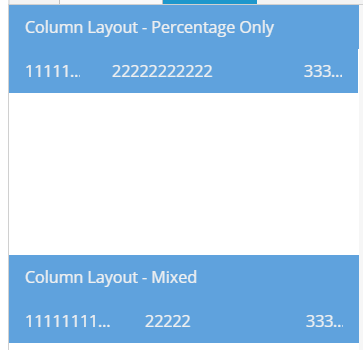 Column Layout - Percentage Only
11111... 22222222222 333...
Column Layout - Mixed
11111111... 22222 333...